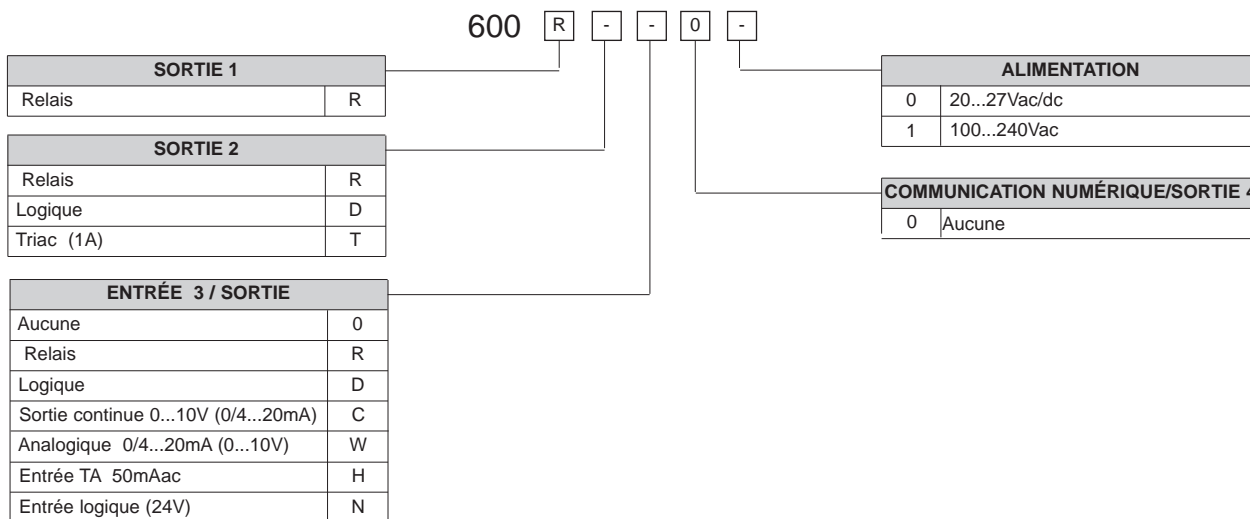 600 R - - 0 -
SORTIE 1
Relais R
SORTIE 2
Relais R
Logique D
Triac (1A) T
ENTRÉE 3 / SORTIE
Aucune 0
Relais R
Logique D
Sortie continue 0...10V (0/4...20mA) C
Analogique 0/4...20mA (0...10V) W
Entrée TA 50mAac H
Entrée logique (24V) N
ALIMENTATION
0 20...27Vac/dc
1 100...240Vac
COMMUNICATION NUMÉRIQUE/SORTIE 4
0 Aucune